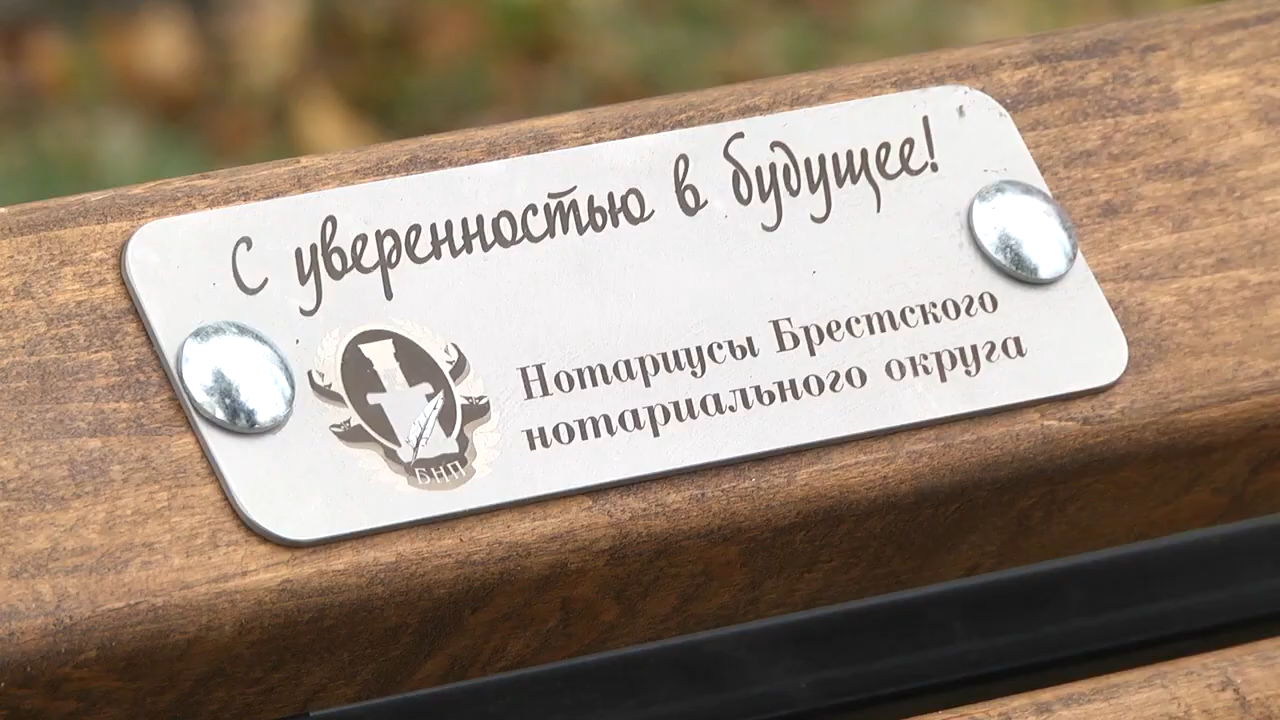 С уверенностью в будущее!
Нотариусы Брестского
нотариального округа
БНП